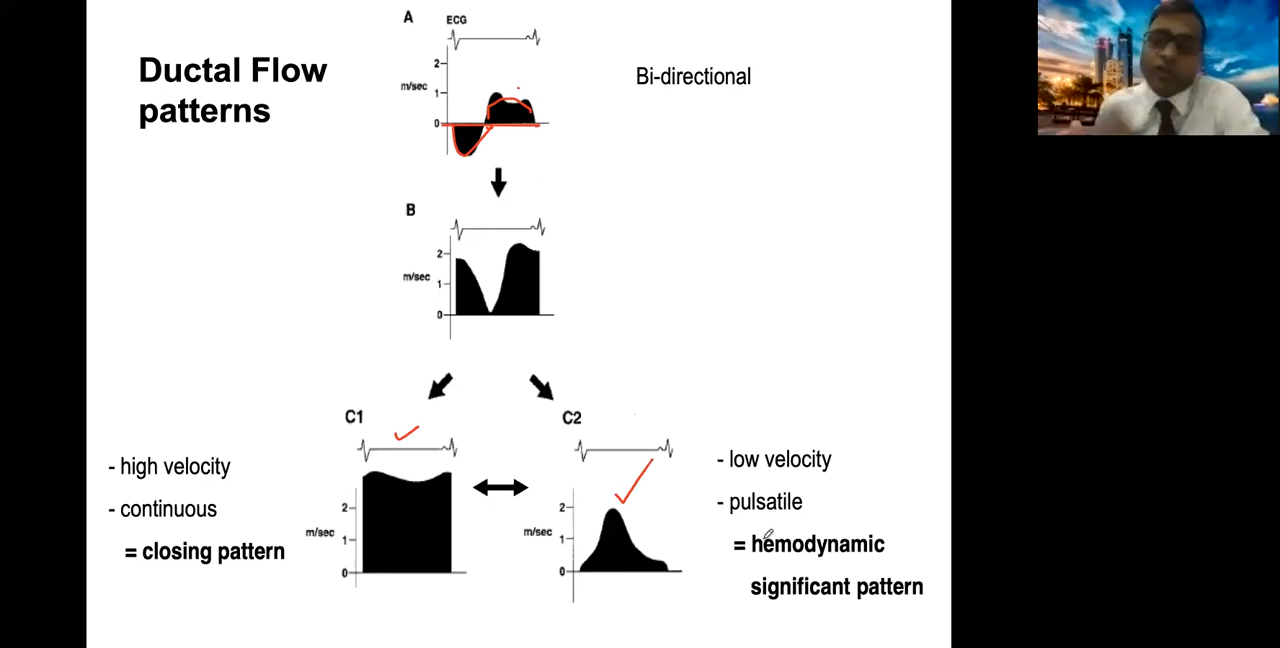 Ductal Flow
patterns
A
ECG
2
m/sec
1
0
Bi-directional
B
2
m/sec
1
0
C1
2
m/sec
1
0
- high velocity
- continuous
= closing pattern
C2
2
m/sec
1
0
- low velocity
- pulsatile
= hemodynamic
significant pattern